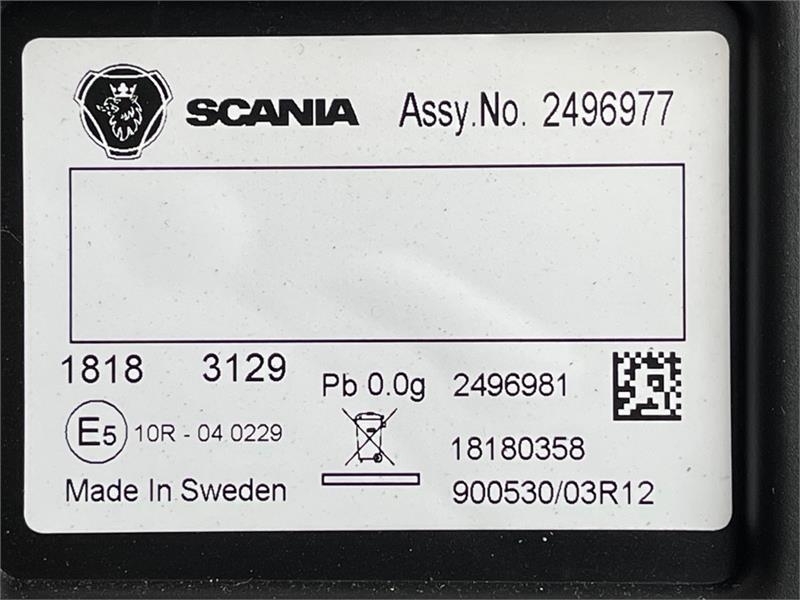 SCANIA Assy.No. 2496977
1818 3129 Pb 0.0g 2496981
E5 10R - 04 0229 18180358
Made In Sweden 900530/03R12